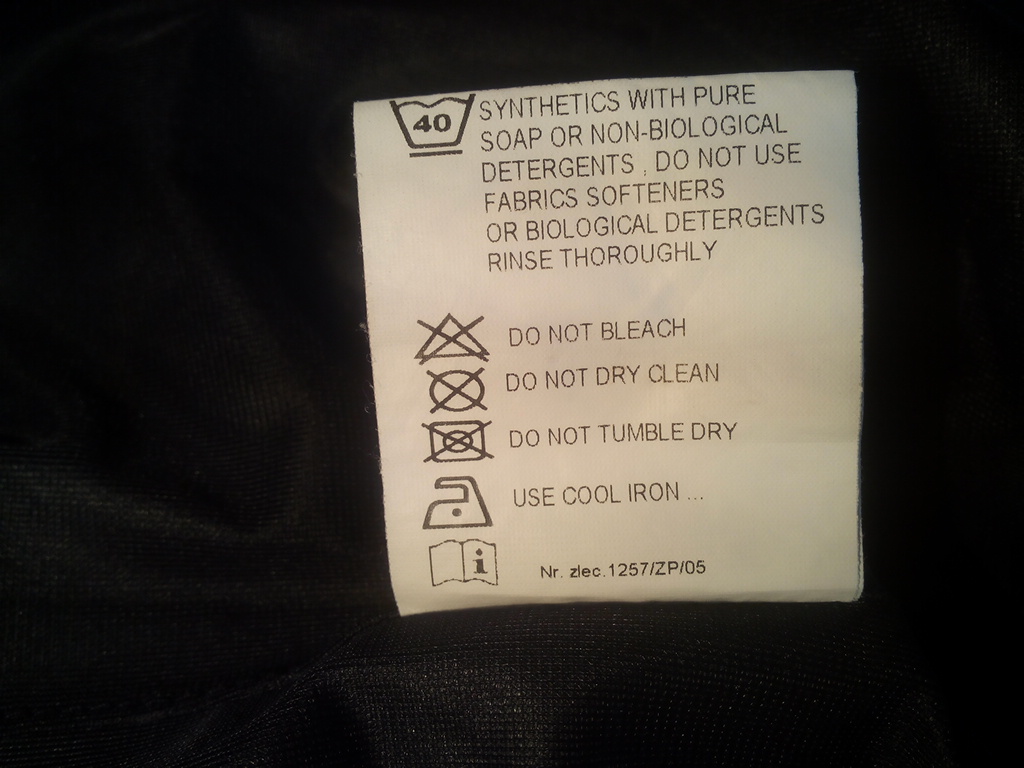 40 SYNTHETICS WITH PURE
SOAP OR NON-BIOLOGICAL
DETERGENTS , DO NOT USE
FABRICS SOFTENERS
OR BIOLOGICAL DETERGENTS
RINSE THOROUGHLY
DO NOT BLEACH
DO NOT DRY CLEAN
DO NOT TUMBLE DRY
USE COOL IRON ...
i Nr. zlec.1257/ZP/05